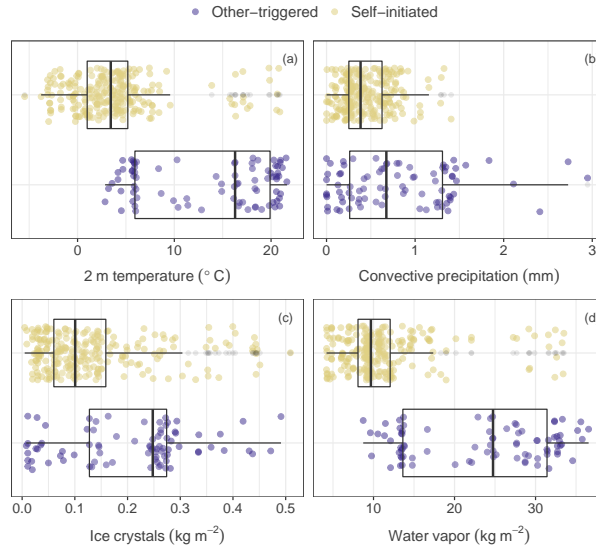 Other−triggered Self−initiated
(a)
(b
0 10 20
0 1 2 3
2 m temperature (° C)
Convective precipitation (mm)
(c)
(d
0.0 0.1 0.2 0.3 0.4 0.5
10 20 30
Ice crystals (kg m−2)
Water vapor (kg m−2)